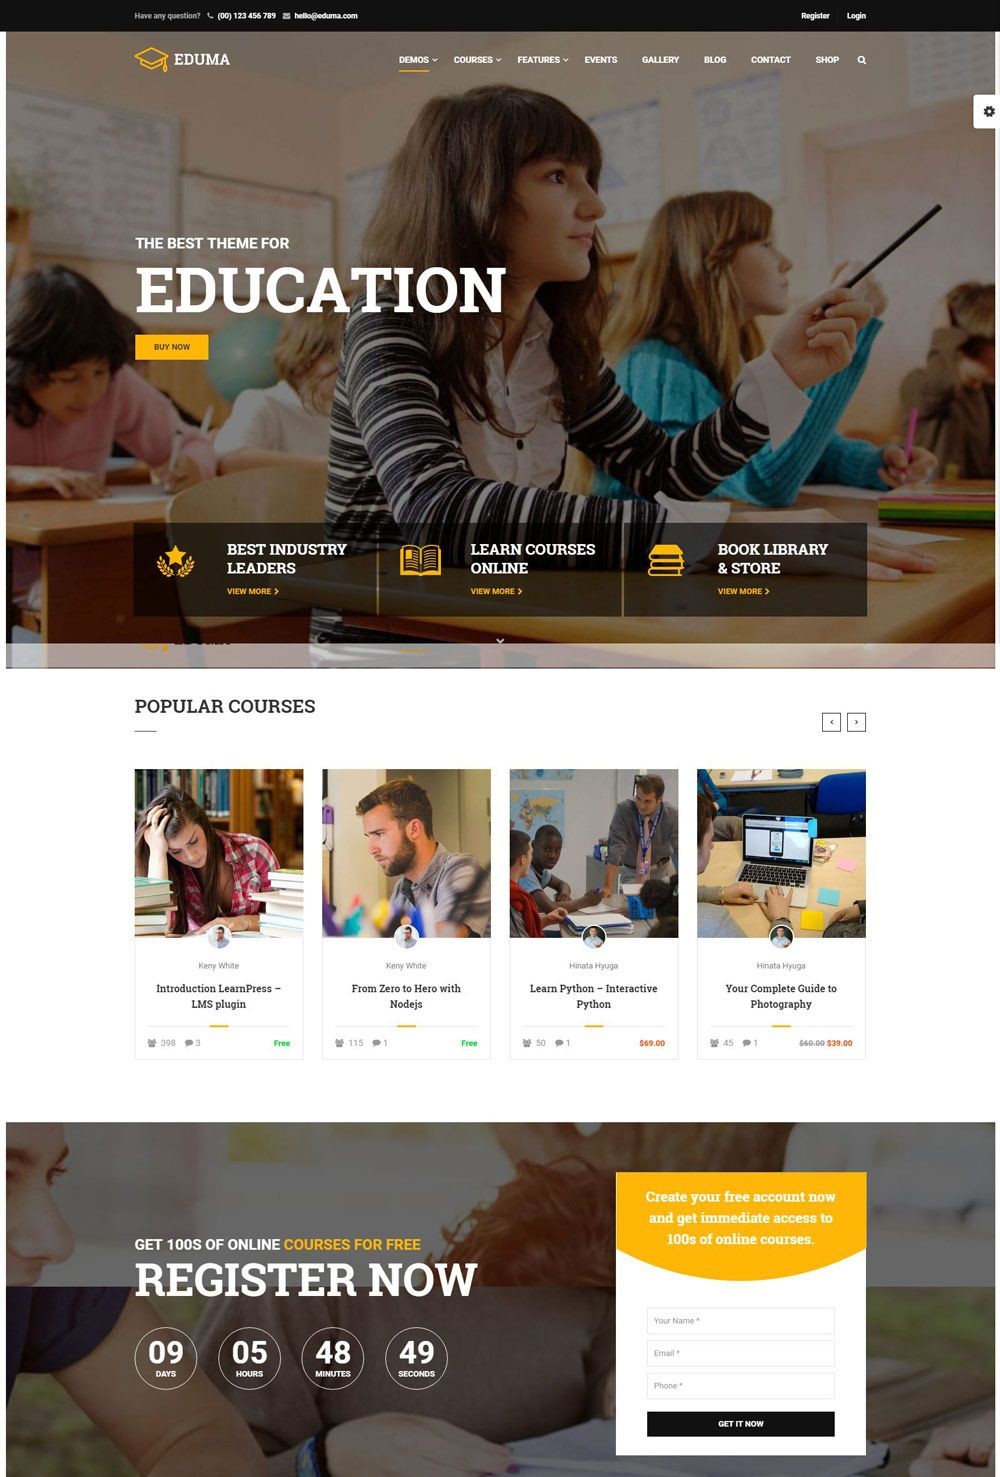 Have any question? (00) 123 456 789 hello@eduma.com
Register Login
EDUMA
DEMOS COURSES FEATURES EVENTS GALLERY BLOG CONTACT SHOP
THE BEST THEME FOR
EDUCATION
BUY NOW
BEST INDUSTRY
LEADERS
VIEW MORE
LEARN COURSES
ONLINE
VIEW MORE
BOOK LIBRARY
& STORE
VIEW MORE
POPULAR COURSES
Keny White
Introduction LearnPress –
LMS plugin
398 3 Free
Keny White
From Zero to Hero with
Nodejs
115 1 Free
Hinata Hyuga
Learn Python – Interactive
Python
50 1 $69.00
Hinata Hyuga
Your Complete Guide to
Photography
45 1 $60.00 $39.00
GET 100S OF ONLINE COURSES FOR FREE
REGISTER NOW
09 05 48 49
DAYS HOURS MINUTES SECONDS
Create your free account now
and get immediate access to
100s of online courses.
Your Name *
Email *
Phone *
GET IT NOW